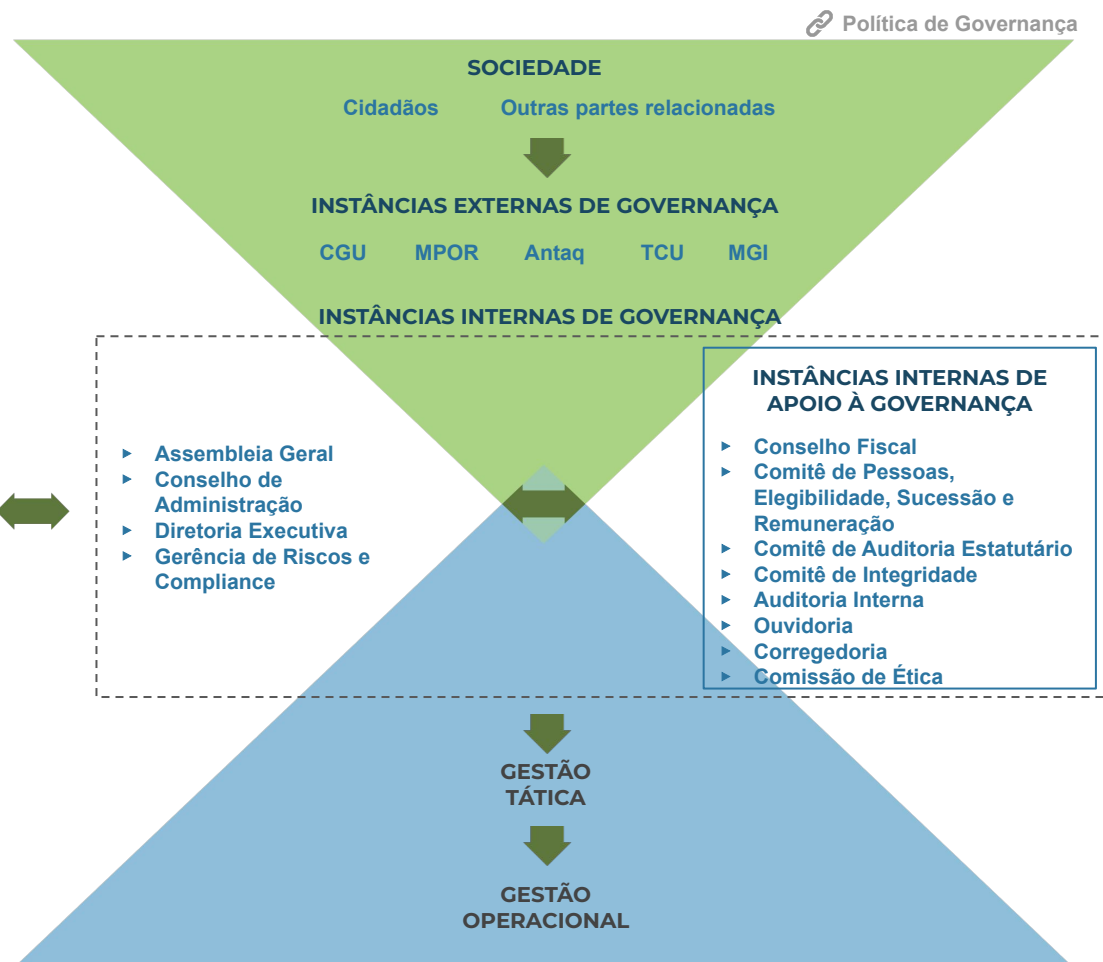 Política de Governança
SOCIEDADE
Cidadãos Outras partes relacionadas
INSTÂNCIAS EXTERNAS DE GOVERNANÇA
CGU MPOR Antaq TCU MGI
INSTÂNCIAS INTERNAS DE GOVERNANÇA
Assembleia Geral
Conselho de
Administração
Diretoria Executiva
Gerência de Riscos e
Compliance
INSTÂNCIAS INTERNAS DE
APOIO À GOVERNANÇA
Conselho Fiscal
Comitê de Pessoas,
Elegibilidade, Sucessão e
Remuneração
Comitê de Auditoria Estatutário
Comitê de Integridade
Auditoria Interna
Ouvidoria
Corregedoria
Comissão de Ética
GESTÃO
TÁTICA
GESTÃO
OPERACIONAL